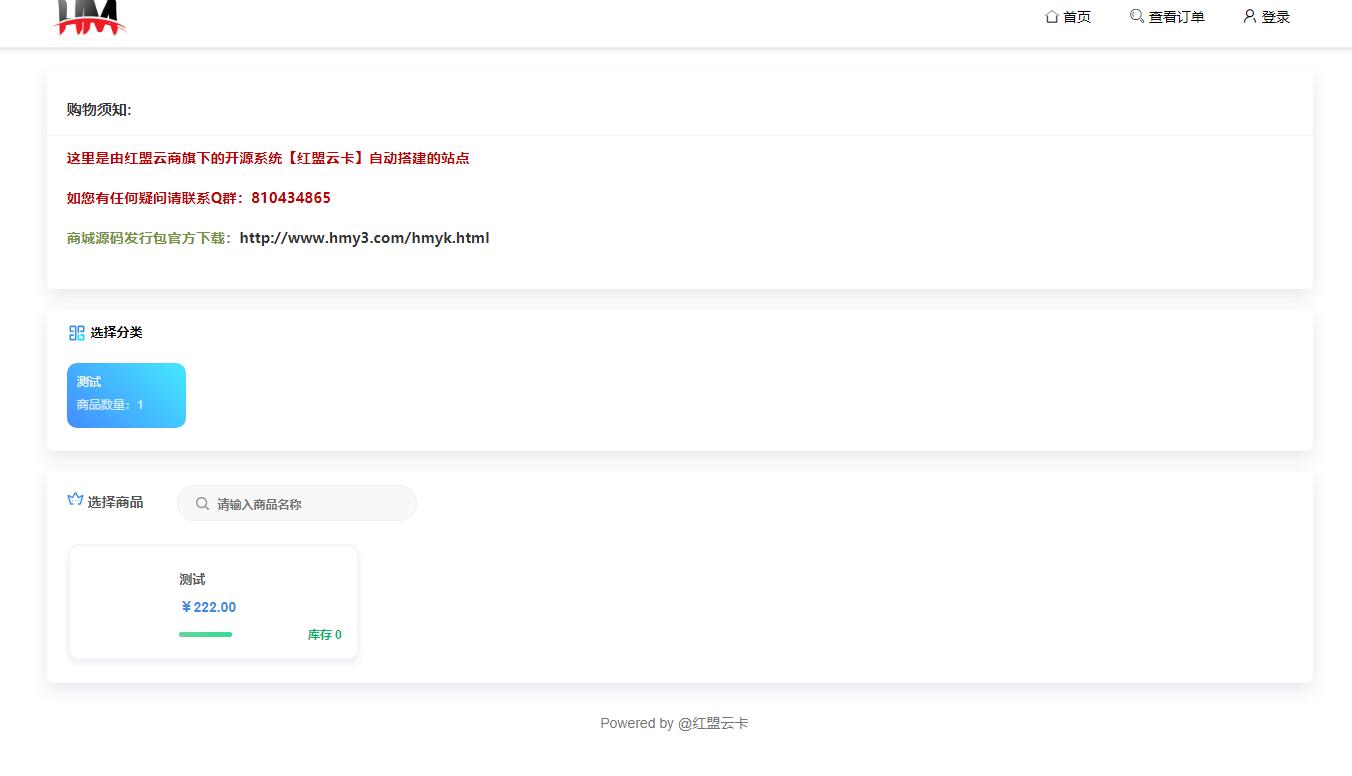 HM
首页 查看订单 登录
购物须知:
这里是由红盟云商旗下的开源系统【红盟云卡】自动搭建的站点
如您有任何疑问请联系Q群：810434865
商城源码发行包官方下载：http://www.hmy3.com/hmyk.html
选择分类
测试
商品数量：1
选择商品 请输入商品名称
测试
￥222.00
库存 0
Powered by @红盟云卡